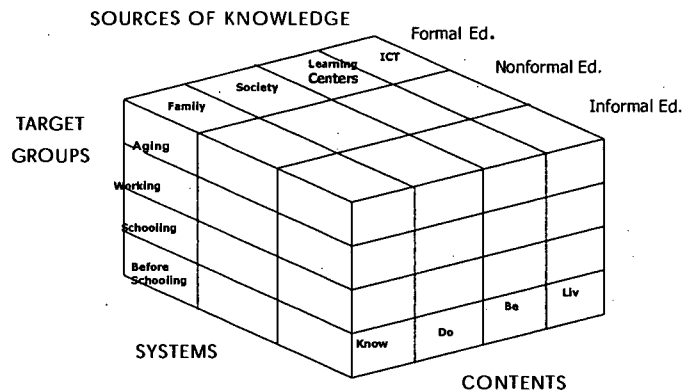 SOURCES OF KNOWLEDGE
Formal Ed.
Nonformal Ed.
Informal Ed.
ICT
Learning
Centers
Society
Family
TARGET
GROUPS
Aging
Working
Schooling
Before
Schooling
Know
Do
Be
Liv
SYSTEMS
CONTENTS